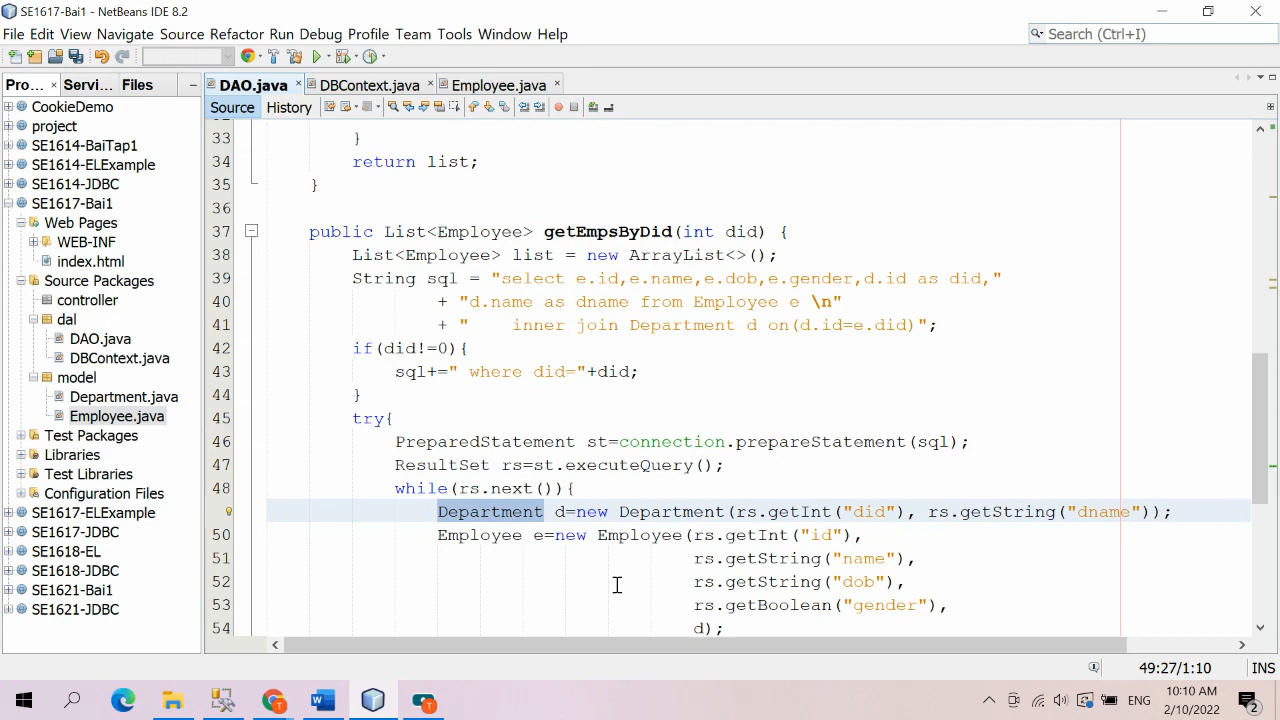 SE1617-Bai1 - NetBeans IDE 8.2
File Edit View Navigate Source Refactor Run Debug Profile Team Tools Window Help
Search (Ctrl+I)
Pro... × Servi... Files
DAO.java × DBContext.java × Employee.java ×
Source History
CookieDemo
project
SE1614-BaiTap1
SE1614-ELExample
SE1614-JDBC
SE1617-Bai1
Web Pages
WEB-INF
index.html
Source Packages
controller
dal
DAO.java
DBContext.java
model
Department.java
Employee.java
Test Packages
Libraries
Test Libraries
Configuration Files
SE1617-ELExample
SE1617-JDBC
SE1618-EL
SE1618-JDBC
SE1621-Bai1
SE1621-JDBC
33 }
34 return list;
35 }
36
37 public List<Employee> getEmpsByDid(int did) {
38 List<Employee> list = new ArrayList<>();
39 String sql = "select e.id,e.name,e.dob,e.gender,d.id as did,"
40 + "d.name as dname from Employee e \n"
41 + "    inner join Department d on(d.id=e.did)";
42 if(did!=0){
43 sql+=" where did="+did;
44 }
45 try{
46 PreparedStatement st=connection.prepareStatement(sql);
47 ResultSet rs=st.executeQuery();
48 while(rs.next()){
Department d=new Department(rs.getInt("did"), rs.getString("dname"));
50 Employee e=new Employee(rs.getInt("id"),
51 rs.getString("name"),
52 rs.getString("dob"),
53 rs.getBoolean("gender"),
54 d);
49:27/1:10 INS
ENG
10:10 AM
2/10/2022
2